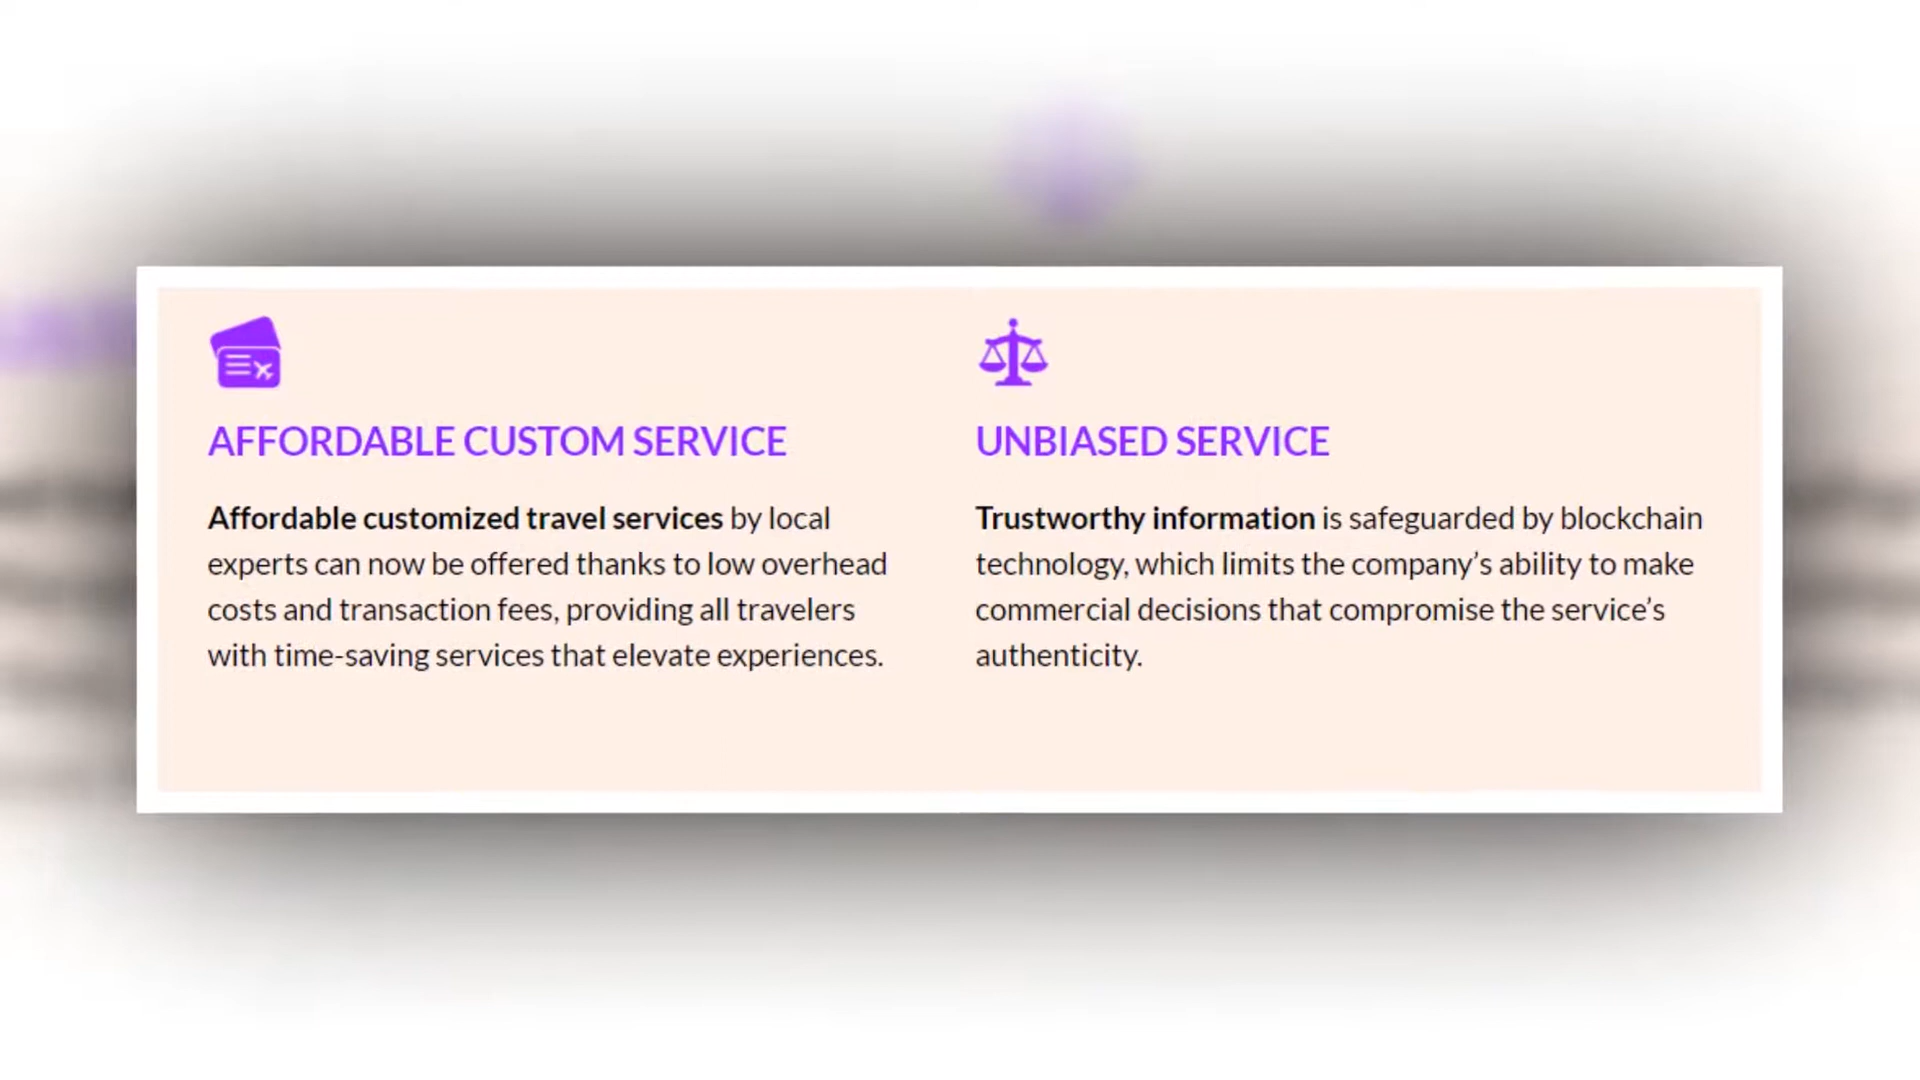 AFFORDABLE CUSTOM SERVICE
Affordable customized travel services by local
experts can now be offered thanks to low overhead
costs and transaction fees, providing all travelers
with time-saving services that elevate experiences.
UNBIASED SERVICE
Trustworthy information is safeguarded by blockchain
technology, which limits the company’s ability to make
commercial decisions that compromise the service’s
authenticity.